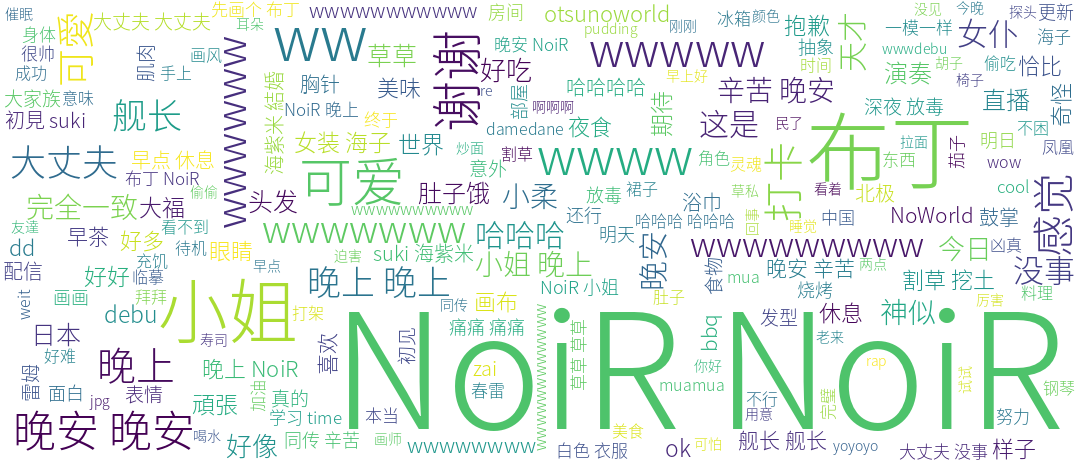 催眠
耳朵
先画个 布丁
wwwwwwwwwww
房间
otsunoworld
刚刚
冰箱
颜色
没见
今晚
探头
更新
大丈夫 大丈夫
可爱
身体
很帅
成功
画风
肌肉
手上
ww
草草
谢谢
pudding
晚安 NoiR
wwwwww
好吃
抱歉
抽象
时间
天才
一模一样
wwwdebu
胡子
女仆
海子
偷吃
恰比
大家族
意味
初見 suki
舰长
wwwwwwwww
海紫米 結婚
胸针
美味
NoiR 晚上
re
部屋
哈哈哈哈
啊啊啊
期待
早上好
辛苦 晚安
演奏
椅子
直播
奇怪
damedane
夜食
这是
深夜 放毒
女装 海子
终于
世界
炒面
割草
wwww
民了
打卡
布丁
拉面
东西
茄子
明日
不困
wow
凤凰
大丈夫
早点 休息
布丁 NoiR
偷偷
头发
可爱
意外
肚子饿
小柔
放毒
裙子
角色
灵魂
草私
看着
北极
cool
感觉
完全一致
大福
友達
看不到
wwwwwwwwww
还行
浴巾
哈哈哈 哈哈哈
回事
睡觉
中国
NoWorld
鼓掌
dd
早茶
好多
待机
眼睛
wwwwwww
迫害
哈哈哈
明天
晚安
wwwwwwwww
今日
凶真
没事
配信
充饥
临摹
好好
早点
suki 海紫米
小姐 晚上
食物
mua
晚安 辛苦
两点
割草 挖土
weit
画画
拜拜
小姐
晚上 晚上
NoiR 小姐
肚子
烧烤
料理
debu
打架
同传
画布
bbq
发型
休息
神似
厉害
日本
寿司
痛痛 痛痛
草草 草草
wwwwwwwwwwwww
你好
老来
好难
喜欢
初见
NoiR NoiR
雷姆
晚上
晚上 NoiR
zai
muamua
rap
试试
钢琴
面白
jpg
表情
頑張
加油
真的
春雷
不行
完璧
学习 time
本当
美食
用意
努力
晚安 晚安
喝水
好像
同传 辛苦
画师
wwwwwwww
白色 衣服
ok
可怕
舰长 舰长
yoyoyo
大丈夫 没事
样子